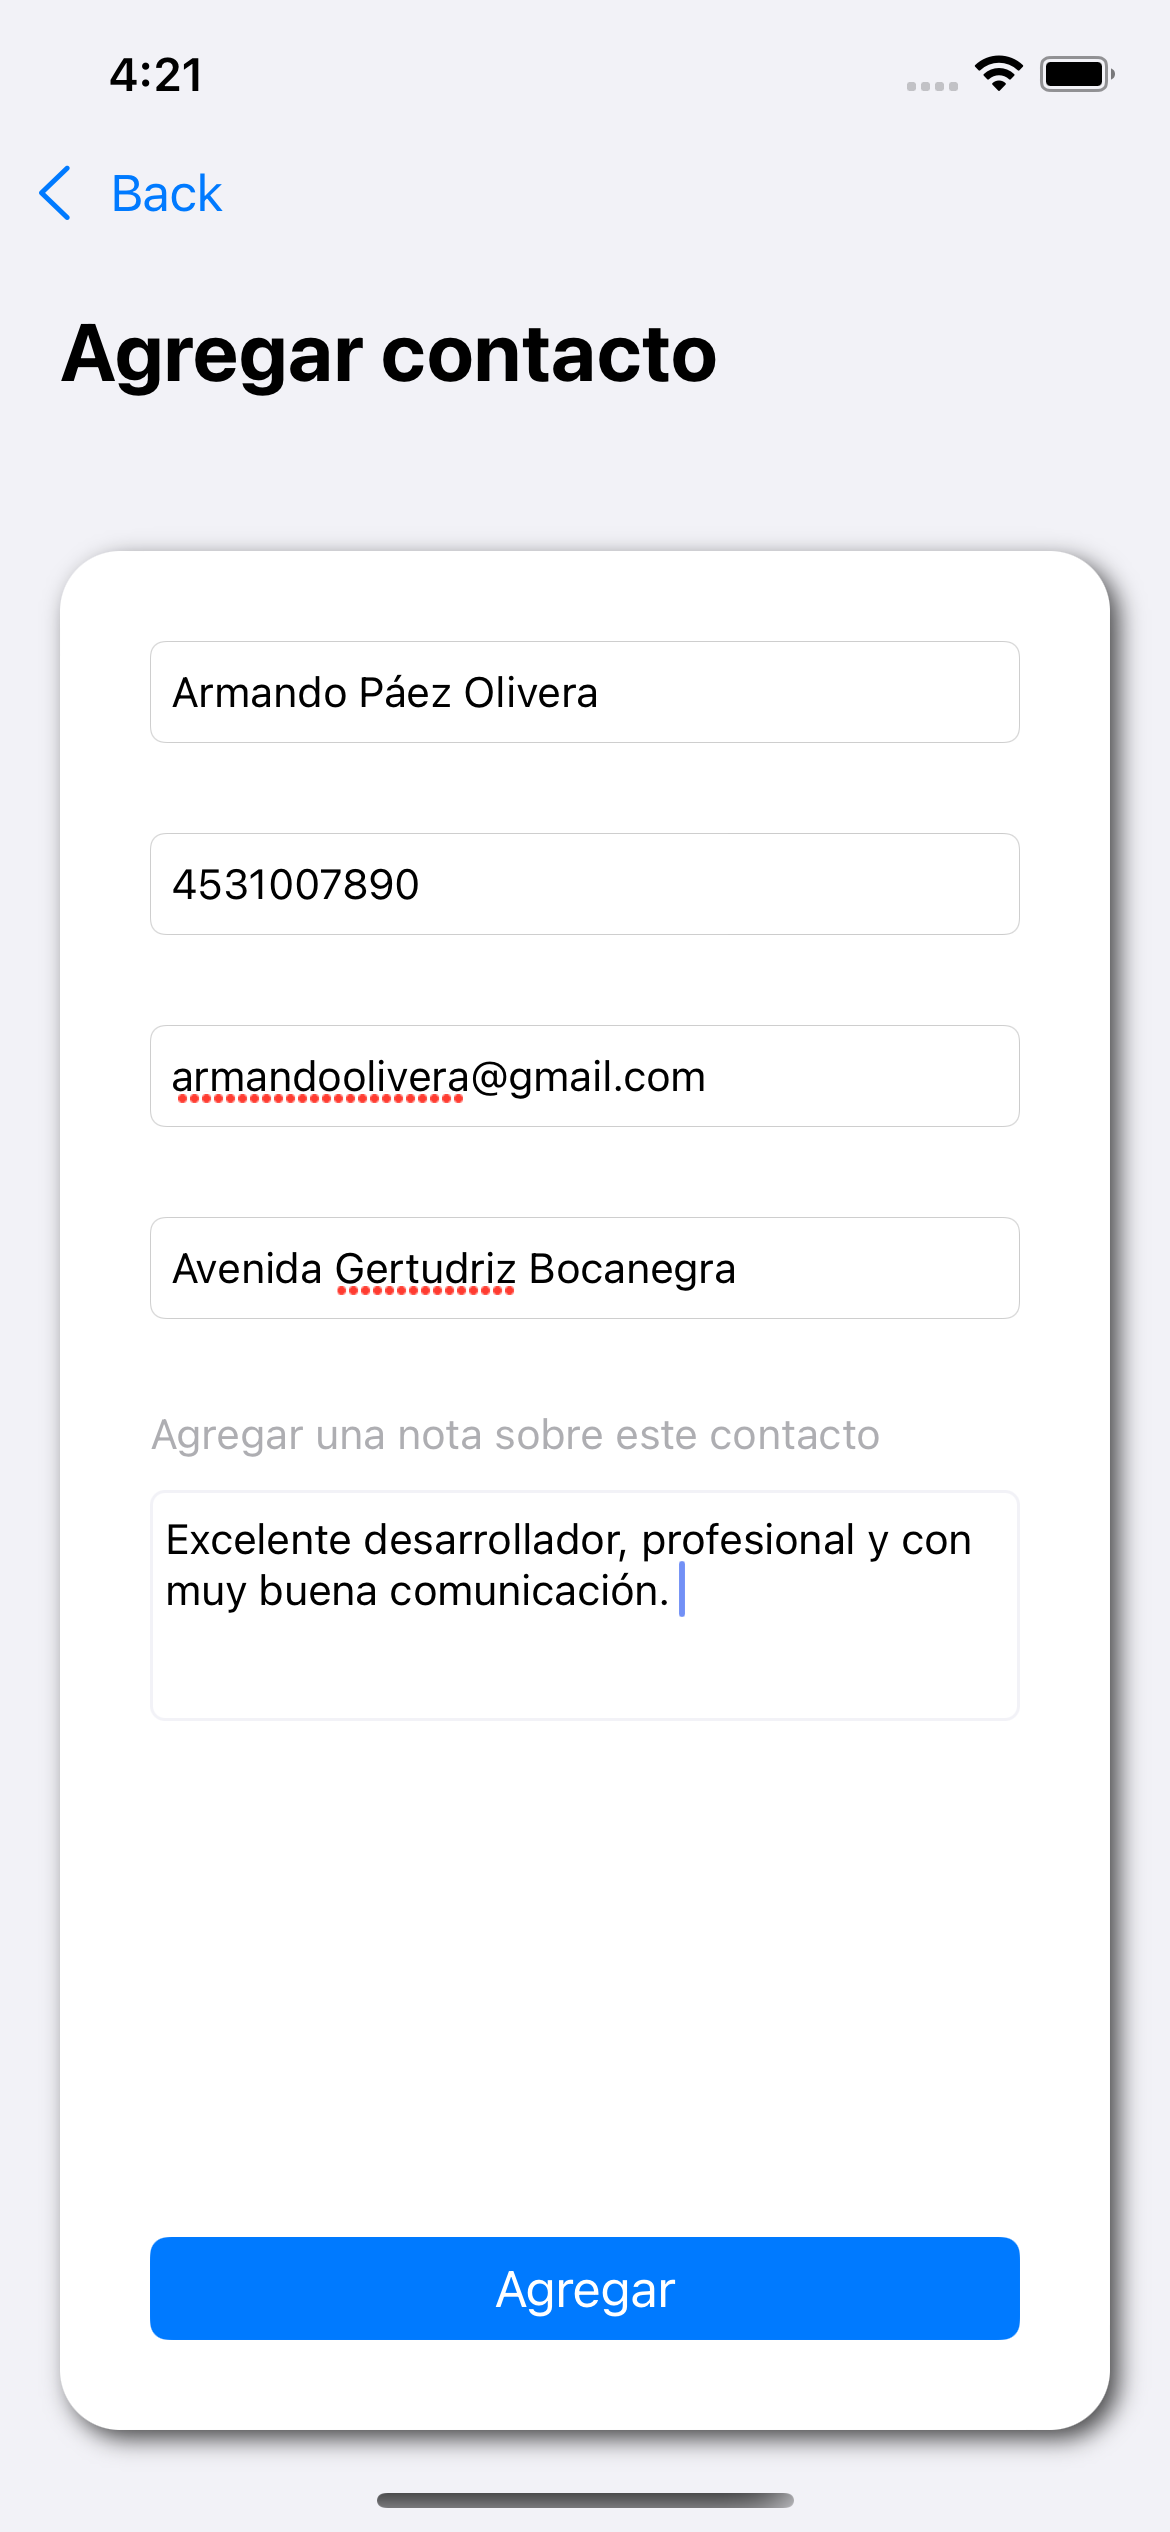 4:21
Back
Agregar contacto
Armando Páez Olivera
4531007890
armandoolivera@gmail.com
Avenida Gertudriz Bocanegra
Agregar una nota sobre este contacto
Excelente desarrollador, profesional y con
muy buena comunicación.
Agregar